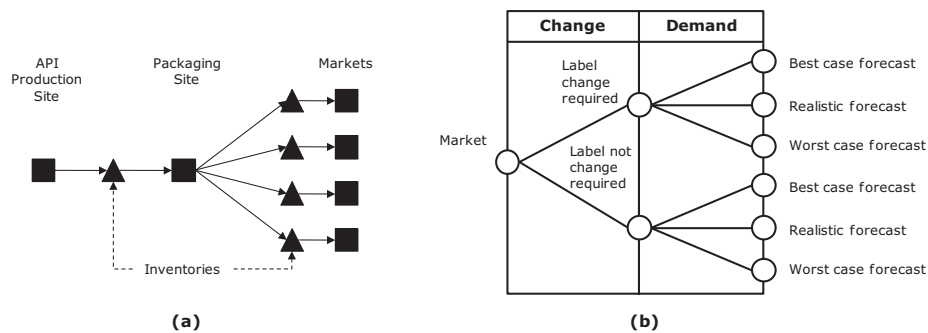 API
Production
Site
Packaging
Site
Markets
Inventories
(a)
Change
Demand
Market
Label
change
required
Label not
change
required
Best case forecast
Realistic forecast
Worst case forecast
Best case forecast
Realistic forecast
Worst case forecast
(b)